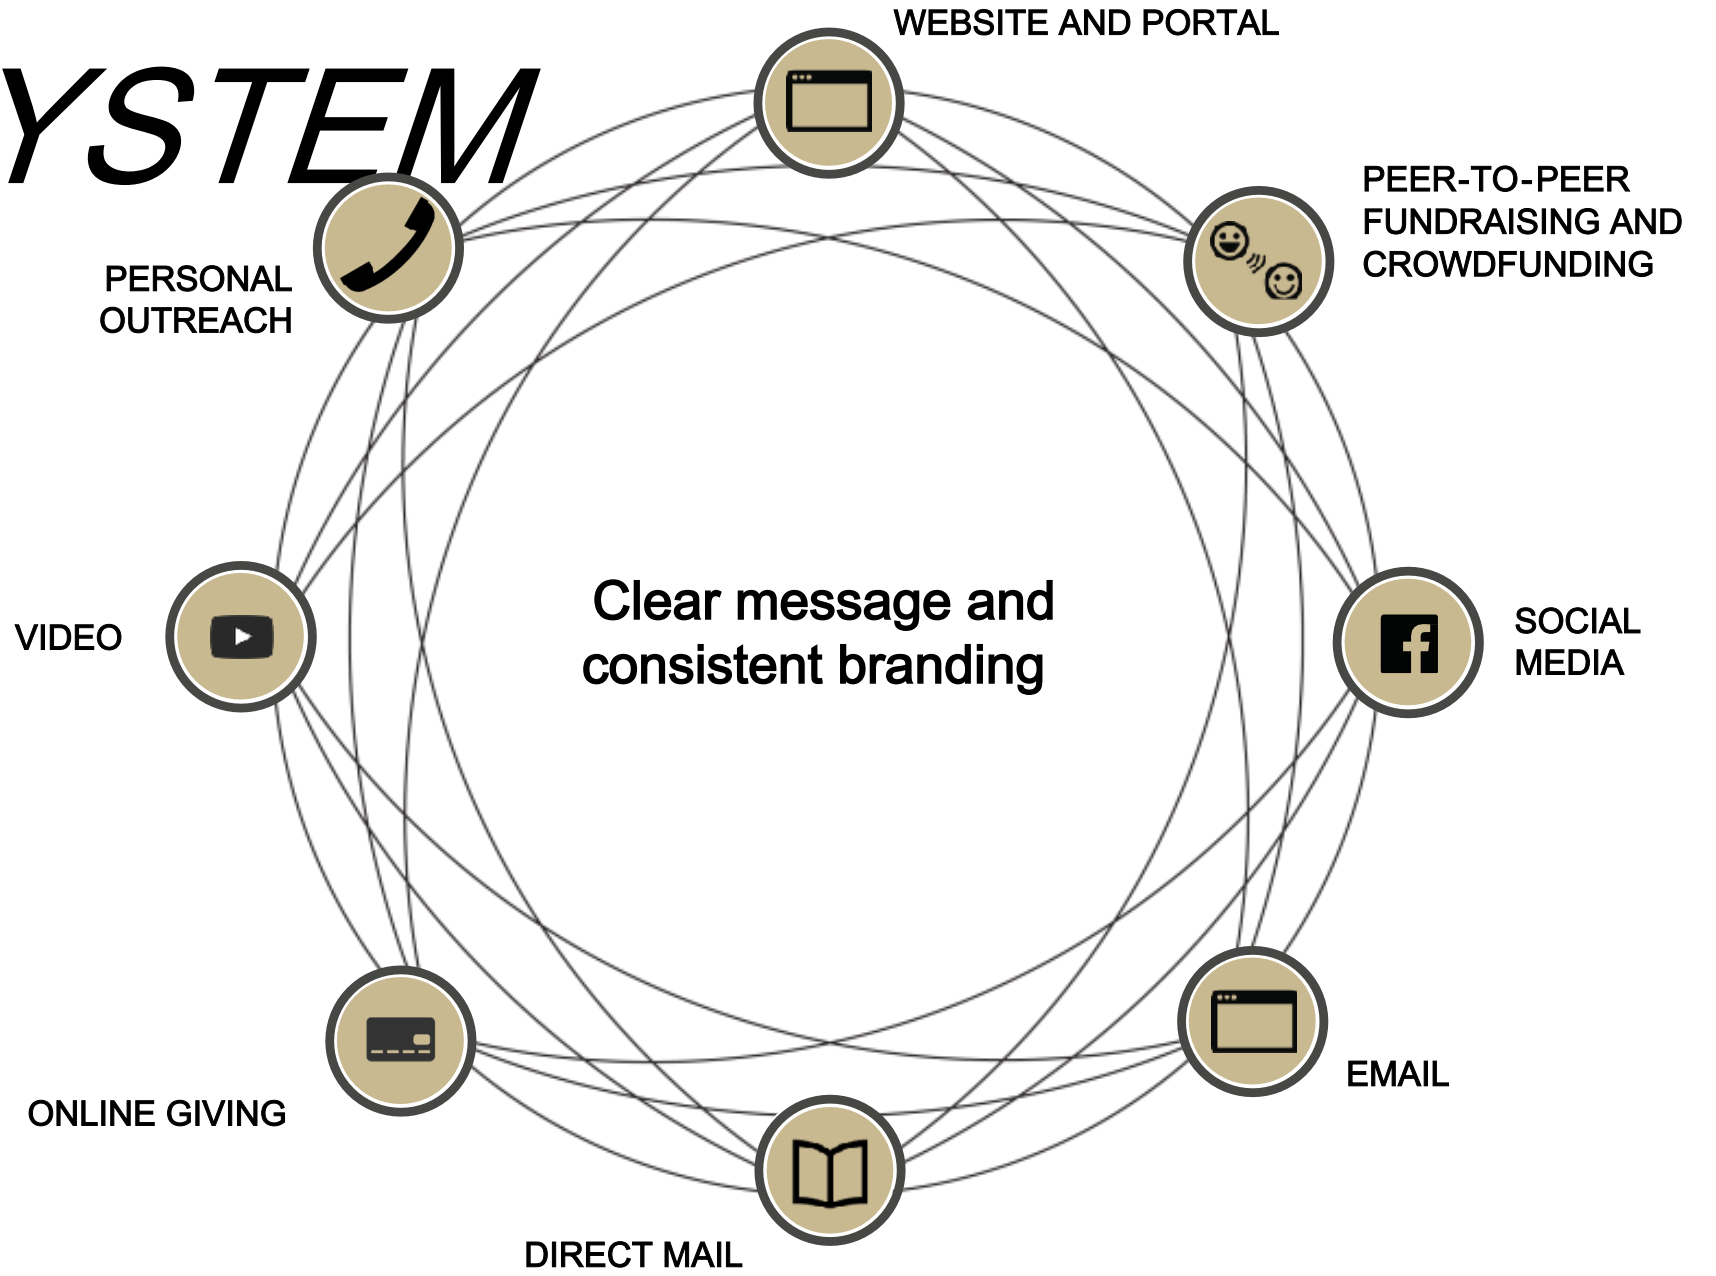 YSTEM
WEBSITE AND PORTAL
PEER-TO-PEER
FUNDRAISING AND
CROWDFUNDING
PERSONAL
OUTREACH
Clear message and
consistent branding
SOCIAL
MEDIA
VIDEO
EMAIL
ONLINE GIVING
DIRECT MAIL